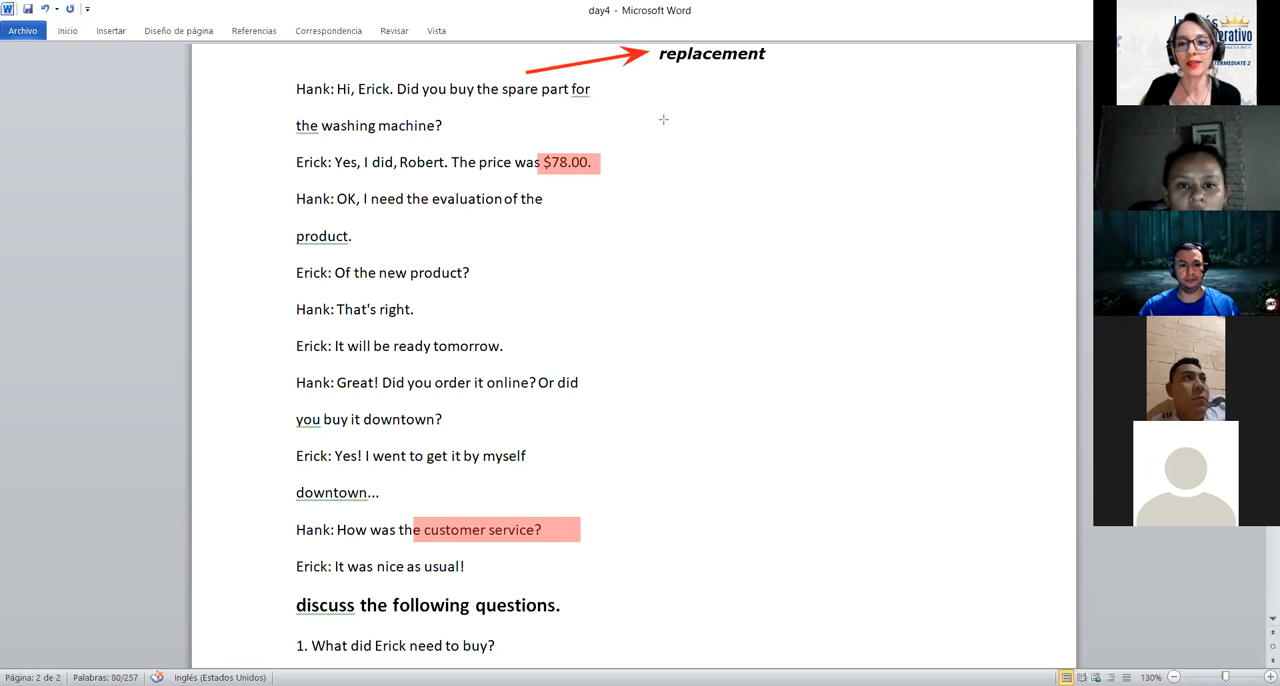 day4 - Microsoft Word
Archivo Inicio Insertar Diseño de página Referencias Correspondencia Revisar Vista
replacement
Hank: Hi, Erick. Did you buy the spare part for
the washing machine?
Erick: Yes, I did, Robert. The price was $78.00.
Hank: OK, I need the evaluation of the
product.
Erick: Of the new product?
Hank: That's right.
Erick: It will be ready tomorrow.
Hank: Great! Did you order it online? Or did
you buy it downtown?
Erick: Yes! I went to get it by myself
downtown...
Hank: How was the customer service?
Erick: It was nice as usual!
discuss the following questions.
1. What did Erick need to buy?
Página: 2 de 2 Palabras: 80/257 Inglés (Estados Unidos) 130%